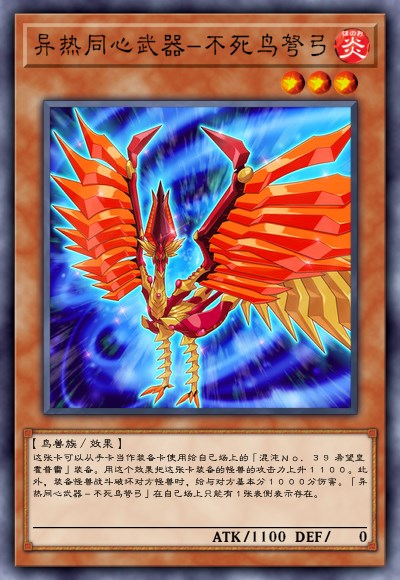 异热同心武器-不死鸟弩弓
炎
ほのお
【鸟兽族/效果】
这张卡可以从手卡当作装备卡使用给自己场上的「混沌No.39 希望皇
霍普雷」装备。用这个效果把这张卡装备的怪兽的攻击力上升1100。此
外,装备怪兽战斗破坏对方怪兽时,给与对方基本分1000分伤害。「异
热同心武器-不死鸟弩弓」在自己场上只能有1张表侧表示存在。
ATK/1100 DEF/ 0